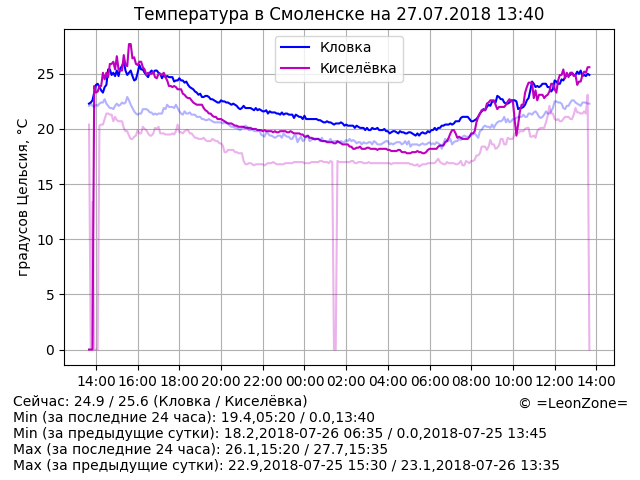 Температура в Смоленске на 27.07.2018 13:40
Кловка
Киселёвка
градусов Цельсия, °C
25
20
15
10
5
0
14:00 16:00 18:00 20:00 22:00 00:00 02:00 04:00 06:00 08:00 10:00 12:00 14:00
Сейчас: 24.9 / 25.6 (Кловка / Киселёвка)
© =LeonZone=
Min (за последние 24 часа): 19.4,05:20 / 0.0,13:40
Min (за предыдущие сутки): 18.2,2018-07-26 06:35 / 0.0,2018-07-25 13:45
Max (за последние 24 часа): 26.1,15:20 / 27.7,15:35
Max (за предыдущие сутки): 22.9,2018-07-25 15:30 / 23.1,2018-07-26 13:35